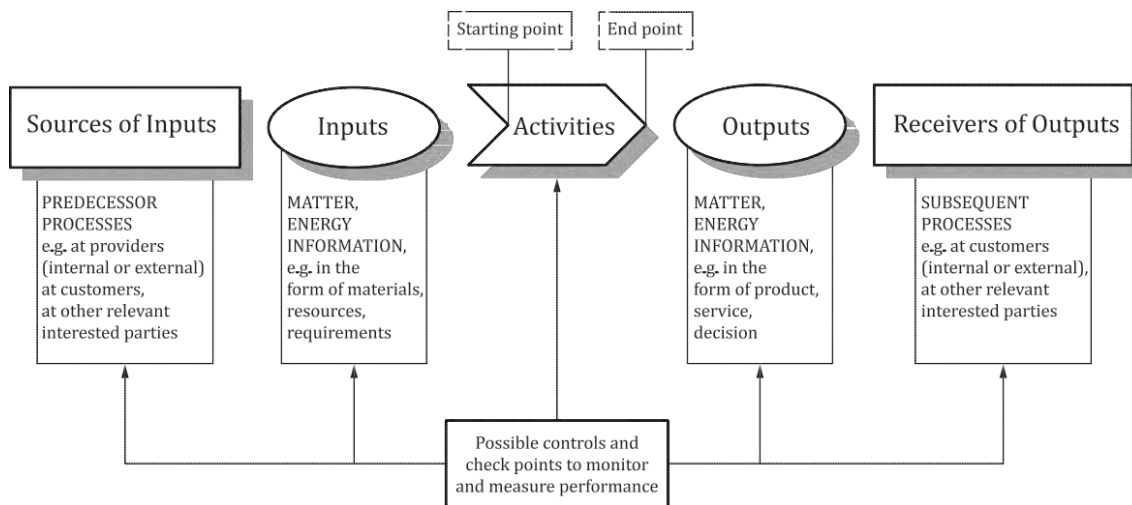 Starting point
End point
Sources of Inputs
Inputs
Activities
Outputs
Receivers of Outputs
PREDECESSOR
PROCESSES
e.g. at providers
(internal or external)
at customers,
at other relevant
interested parties
MATTER,
ENERGY
INFORMATION,
e.g. in the
form of materials,
resources,
requirements
MATTER,
ENERGY
INFORMATION,
e.g. in the
form of product,
service,
decision
SUBSEQUENT
PROCESSES
e.g. at customers
(internal or external),
at other relevant
interested parties
Possible controls and
check points to monitor
and measure performance